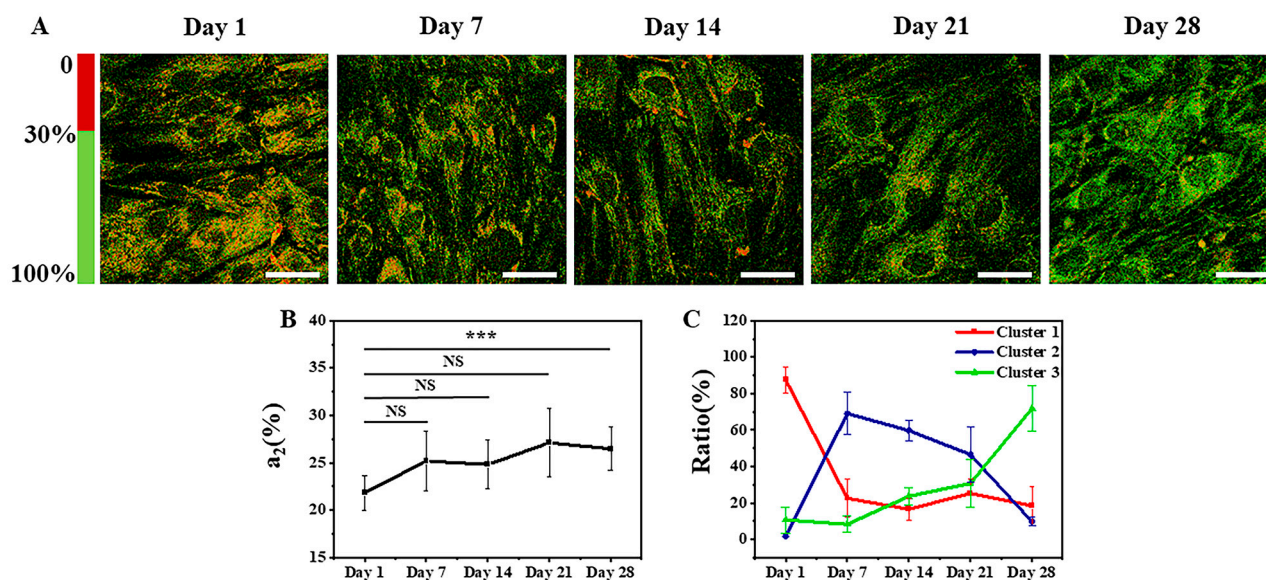 A Day 1 Day 7 Day 14 Day 21 Day 28
0
30%
100%
B
40
35
30
25
20
15
a₂(%)
***
NS
NS
NS
Day 1 Day 7 Day 14 Day 21 Day 28
C
120
100
80
60
40
20
0
Ratio(%)
Cluster 1
Cluster 2
Cluster 3
Day 1 Day 7 Day 14 Day 21 Day 28